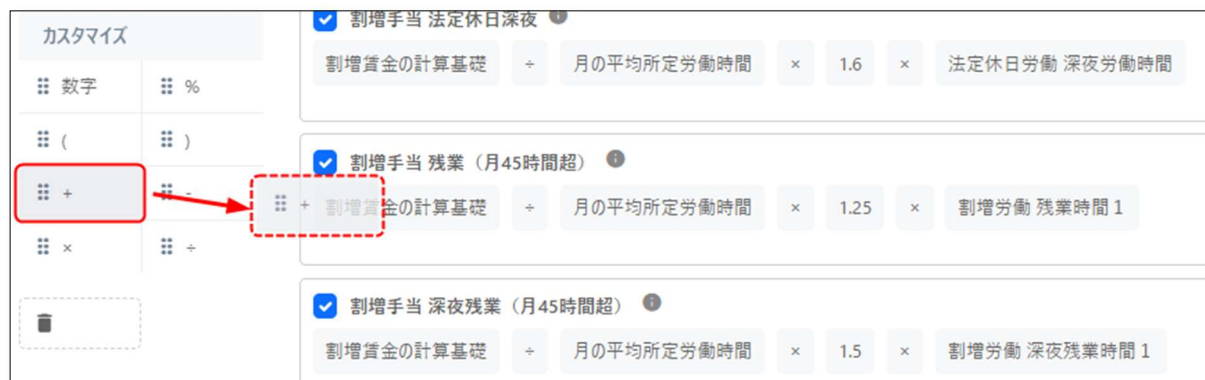 カスタマイズ
数字 %
( )
+ -
× ÷
割増手当 法定休日深夜
割増賃金の計算基礎 ÷ 月の平均所定労働時間 × 1.6 × 法定休日労働 深夜労働時間
割増手当 残業（月45時間超）
+ 割増賃金の計算基礎 ÷ 月の平均所定労働時間 × 1.25 × 割増労働 残業時間1
割増手当 深夜残業（月45時間超）
割増賃金の計算基礎 ÷ 月の平均所定労働時間 × 1.5 × 割増労働 深夜残業時間1